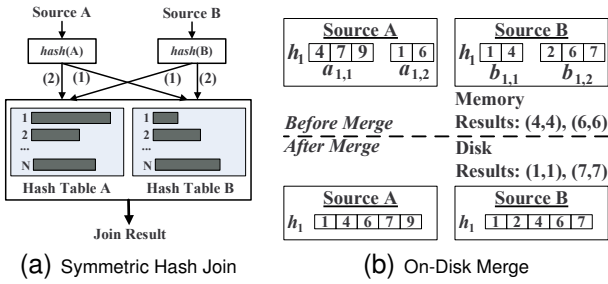 Source A
Source B
hash(A)
hash(B)
(2)
(1)
(1)
(2)
1
2
...
N
1
2
...
N
Hash Table A
Hash Table B
Join Result
(a) Symmetric Hash Join
Source A
h1
4 7 9
1 6
a1,1
a1,2
Source B
h1
1 4
2 6 7
b1,1
b1,2
Before Merge
Memory
Results: (4,4), (6,6)
After Merge
Disk
Results: (1,1), (7,7)
Source A
h1
1 4 6 7 9
Source B
h1
1 2 4 6 7
(b) On-Disk Merge